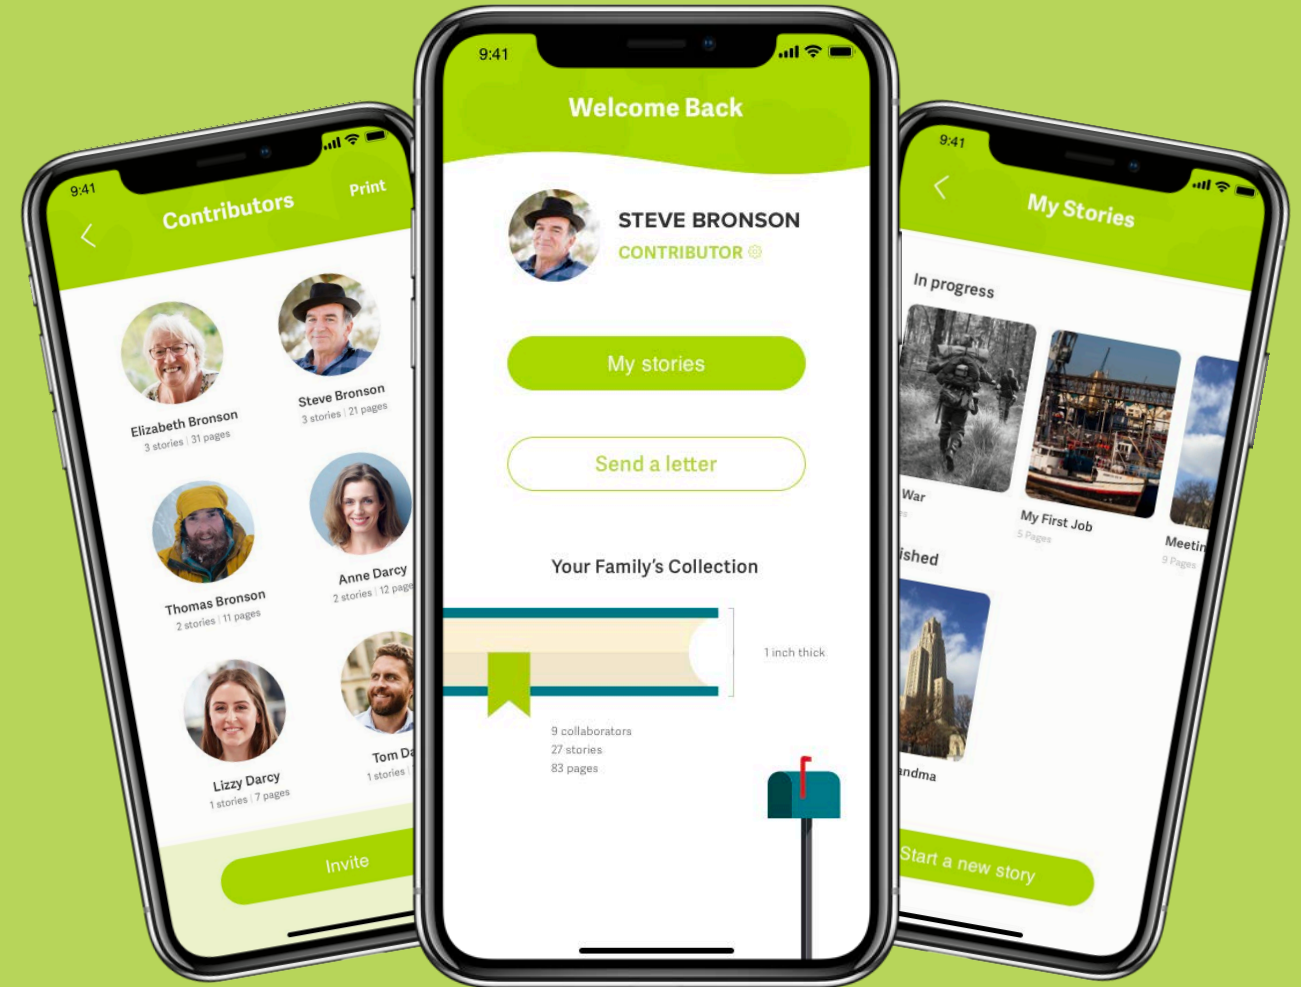 9:41
Contributors
Print
Elizabeth Bronson
3 stories | 31 pages
Steve Bronson
3 stories | 21 pages
Thomas Bronson
2 stories | 11 pages
Anne Darcy
2 stories | 12
Lizzy Darcy
1 stories | 7 pages
Tom
1 stories
Invite
9:41
Welcome Back
STEVE BRONSON
CONTRIBUTOR
My stories
Send a letter
Your Family's Collection
1 inch thick
9 collaborators
27 stories
83 pages
9:41
My Stories
In progress
War
My First Job
5 Pages
9 Pages
Start a new story